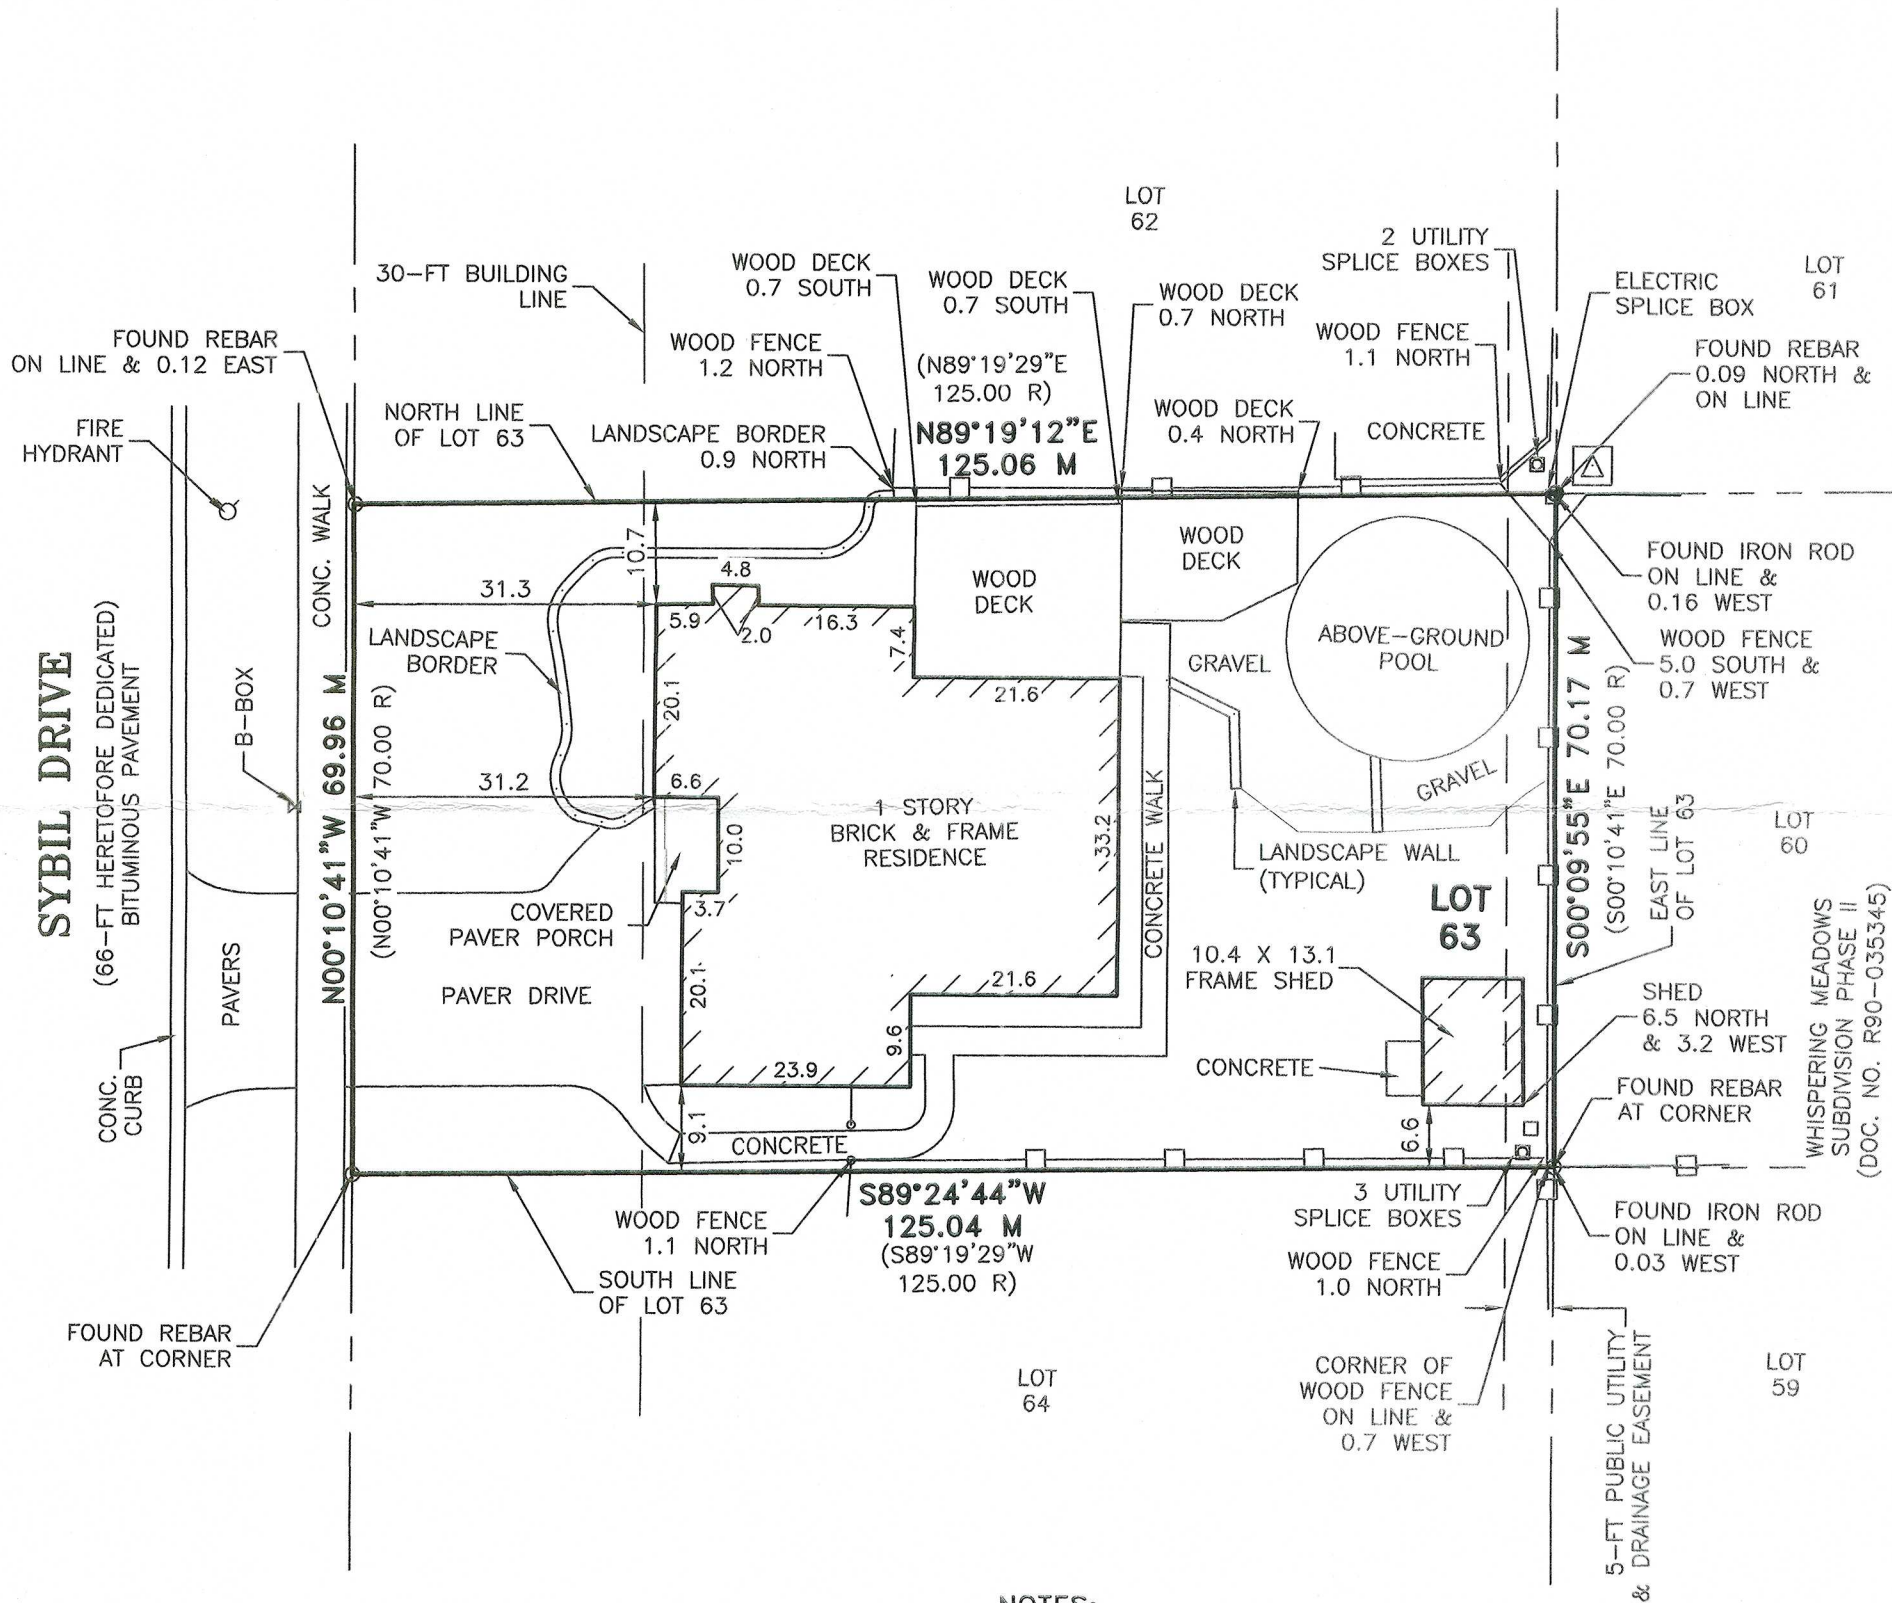 LOT
62
2 UTILITY
SPLICE BOXES
LOT
61
30-FT BUILDING
LINE
WOOD DECK
0.7 SOUTH
WOOD DECK
0.7 SOUTH
WOOD DECK
0.7 NORTH
ELECTRIC
SPLICE BOX
FOUND REBAR
ON LINE & 0.12 EAST
WOOD FENCE
1.2 NORTH
(N89°19'29"E
125.00 R)
WOOD FENCE
1.1 NORTH
FOUND REBAR
0.09 NORTH &
ON LINE
FIRE
HYDRANT
NORTH LINE
OF LOT 63
LANDSCAPE BORDER
0.9 NORTH
N89°19'12"E
125.06 M
WOOD DECK
0.4 NORTH
CONCRETE
CONC. WALK
10.7
4.8
31.3
5.9
2.0
16.3
7.4
WOOD
DECK
WOOD
DECK
FOUND IRON ROD
ON LINE &
0.16 WEST
LANDSCAPE
BORDER
20.1
21.6
GRAVEL
ABOVE-GROUND
POOL
WOOD FENCE
5.0 SOUTH &
0.7 WEST
SYBIL DRIVE
(66-FT HERETOFORE DEDICATED)
BITUMINOUS PAVEMENT
B-BOX
N00°10'41"W 69.96 M
(N00°10'41"W 70.00 R)
31.2
6.6
10.0
1 STORY
BRICK & FRAME
RESIDENCE
33.2
CONCRETE WALK
GRAVEL
LANDSCAPE WALL
(TYPICAL)
S00°09'55"E 70.17 M
(S00°10'41"E 70.00 R)
EAST LINE
OF LOT 63
LOT
60
COVERED
PAVER PORCH
3.7
LOT
63
PAVERS
PAVER DRIVE
20.1
21.6
10.4 X 13.1
FRAME SHED
SHED
6.5 NORTH
& 3.2 WEST
WHISPERING MEADOWS
SUBDIVISION PHASE II
(DOC. NO. R90-035345)
CONC.
CURB
23.9
9.6
CONCRETE
FOUND REBAR
AT CORNER
9.1
CONCRETE
6.6
WOOD FENCE
1.1 NORTH
S89°24'44"W
125.04 M
(S89°19'29"W
125.00 R)
3 UTILITY
SPLICE BOXES
FOUND IRON ROD
ON LINE &
0.03 WEST
WOOD FENCE
1.0 NORTH
SOUTH LINE
OF LOT 63
FOUND REBAR
AT CORNER
LOT
64
CORNER OF
WOOD FENCE
ON LINE &
0.7 WEST
5-FT PUBLIC UTILITY
& DRAINAGE EASEMENT
LOT
59
NOTES: